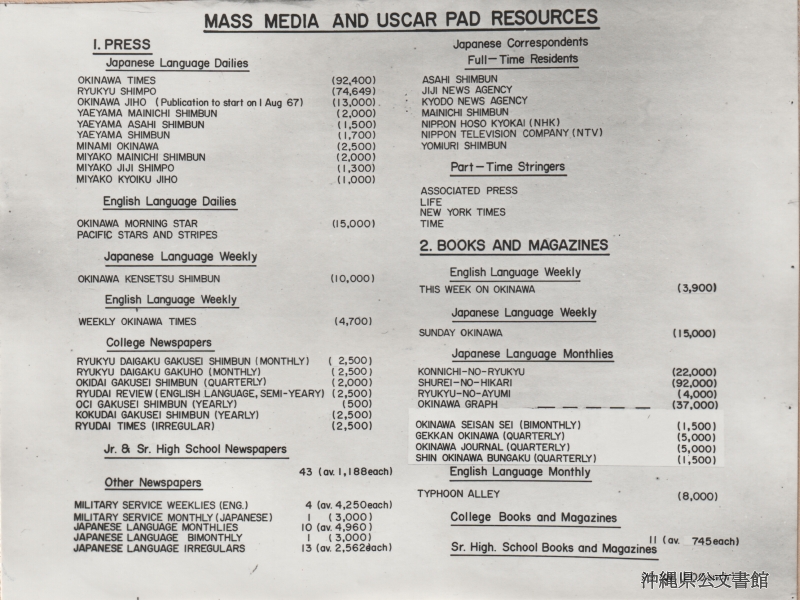 MASS MEDIA AND USCAR PAD RESOURCES
1. PRESS
Japanese Language Dailies
OKINAWA TIMES (92,400)
RYUKYU SHIMPO (74,649)
OKINAWA JIHO (Publication to start on 1 Aug 67) (13,000)
YAEYAMA MAINICHI SHIMBUN (2,000)
YAEYAMA ASAHI SHIMBUN (1,500)
YAEYAMA SHIMBUN (1,700)
MINAMI OKINAWA (2,500)
MIYAKO MAINICHI SHIMBUN (2,000)
MIYAKO JIJI SHIMPO (1,300)
MIYAKO KYOIKU JIHO (1,000)
English Language Dailies
OKINAWA MORNING STAR (15,000)
PACIFIC STARS AND STRIPES
Japanese Language Weekly
OKINAWA KENSETSU SHIMBUN (10,000)
English Language Weekly
WEEKLY OKINAWA TIMES (4,700)
College Newspapers
RYUKYU DAIGAKU GAKUSEI SHIMBUN (MONTHLY) (2,500)
RYUKYU DAIGAKU GAKUHO (MONTHLY) (2,500)
OKIDAI GAKUSEI SHIMBUN (QUARTERLY) (2,000)
RYUDAI REVIEW (ENGLISH LANGUAGE, SEMI-YEARY) (2,500)
OCI GAKUSEI SHIMBUN (YEARLY) (500)
KOKUDAI GAKUSEI SHIMBUN (YEARLY) (2,500)
RYUDAI TIMES (IRREGULAR) (2,500)
Jr. & Sr. High School Newspapers
43 (av. 1,188 each)
Other Newspapers
MILITARY SERVICE WEEKLIES (ENG.) 4 (av. 4,250 each)
MILITARY SERVICE MONTHLY (JAPANESE) 1 (3,000)
JAPANESE LANGUAGE MONTHLIES 10 (av. 4,960)
JAPANESE LANGUAGE BIMONTHLY 1 (3,000)
JAPANESE LANGUAGE IRREGULARS 13 (av. 2,562 each)
Japanese Correspondents
Full-Time Residents
ASAHI SHIMBUN
JIJI NEWS AGENCY
KYODO NEWS AGENCY
MAINICHI SHIMBUN
NIPPON HOSO KYOKAI (NHK)
NIPPON TELEVISION COMPANY (NTV)
YOMIURI SHIMBUN
Part-Time Stringers
ASSOCIATED PRESS
LIFE
NEW YORK TIMES
TIME
2. BOOKS AND MAGAZINES
English Language Weekly
THIS WEEK ON OKINAWA (3,900)
Japanese Language Weekly
SUNDAY OKINAWA (15,000)
Japanese Language Monthlies
KONNICHI-NO-RYUKYU (22,000)
SHUREI-NO-HIKARI (92,000)
RYUKYU-NO-AYUMI (4,000)
OKINAWA GRAPH — — — — — — (37,000)
OKINAWA SEISAN SEI (BIMONTHLY) (1,500)
GEKKAN OKINAWA (QUARTERLY) (5,000)
OKINAWA JOURNAL (QUARTERLY) (5,000)
SHIN OKINAWA BUNGAKU (QUARTERLY) (1,500)
English Language Monthly
TYPHOON ALLEY (8,000)
College Books and Magazines
11 (av. 745 each)
Sr. High. School Books and Magazines
沖縄県公文書館